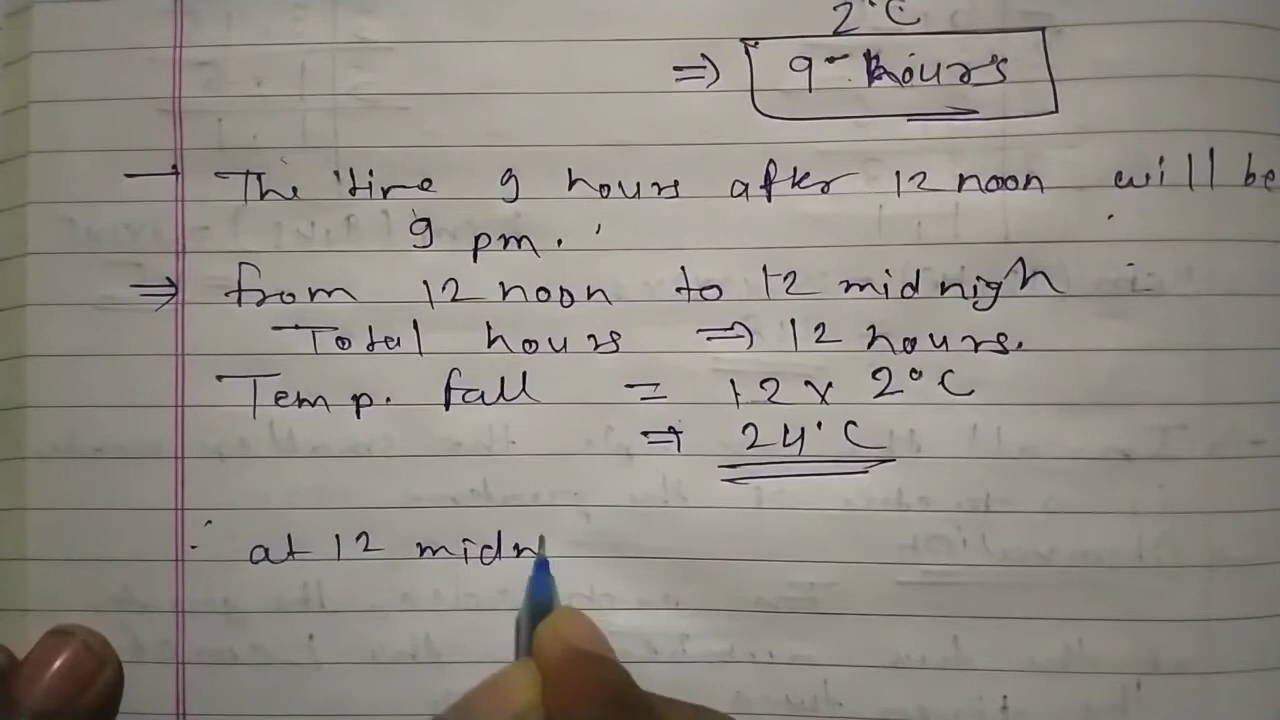 2°C
⇒ 9 hours
— The time 9 hours after 12 noon will be
9 pm.
⇒ from 12 noon to 12 midnigh
Total hours ⇒ 12 hours.
Temp. fall = 12 x 2°C
⇒ 24°C
∴ at 12 midn